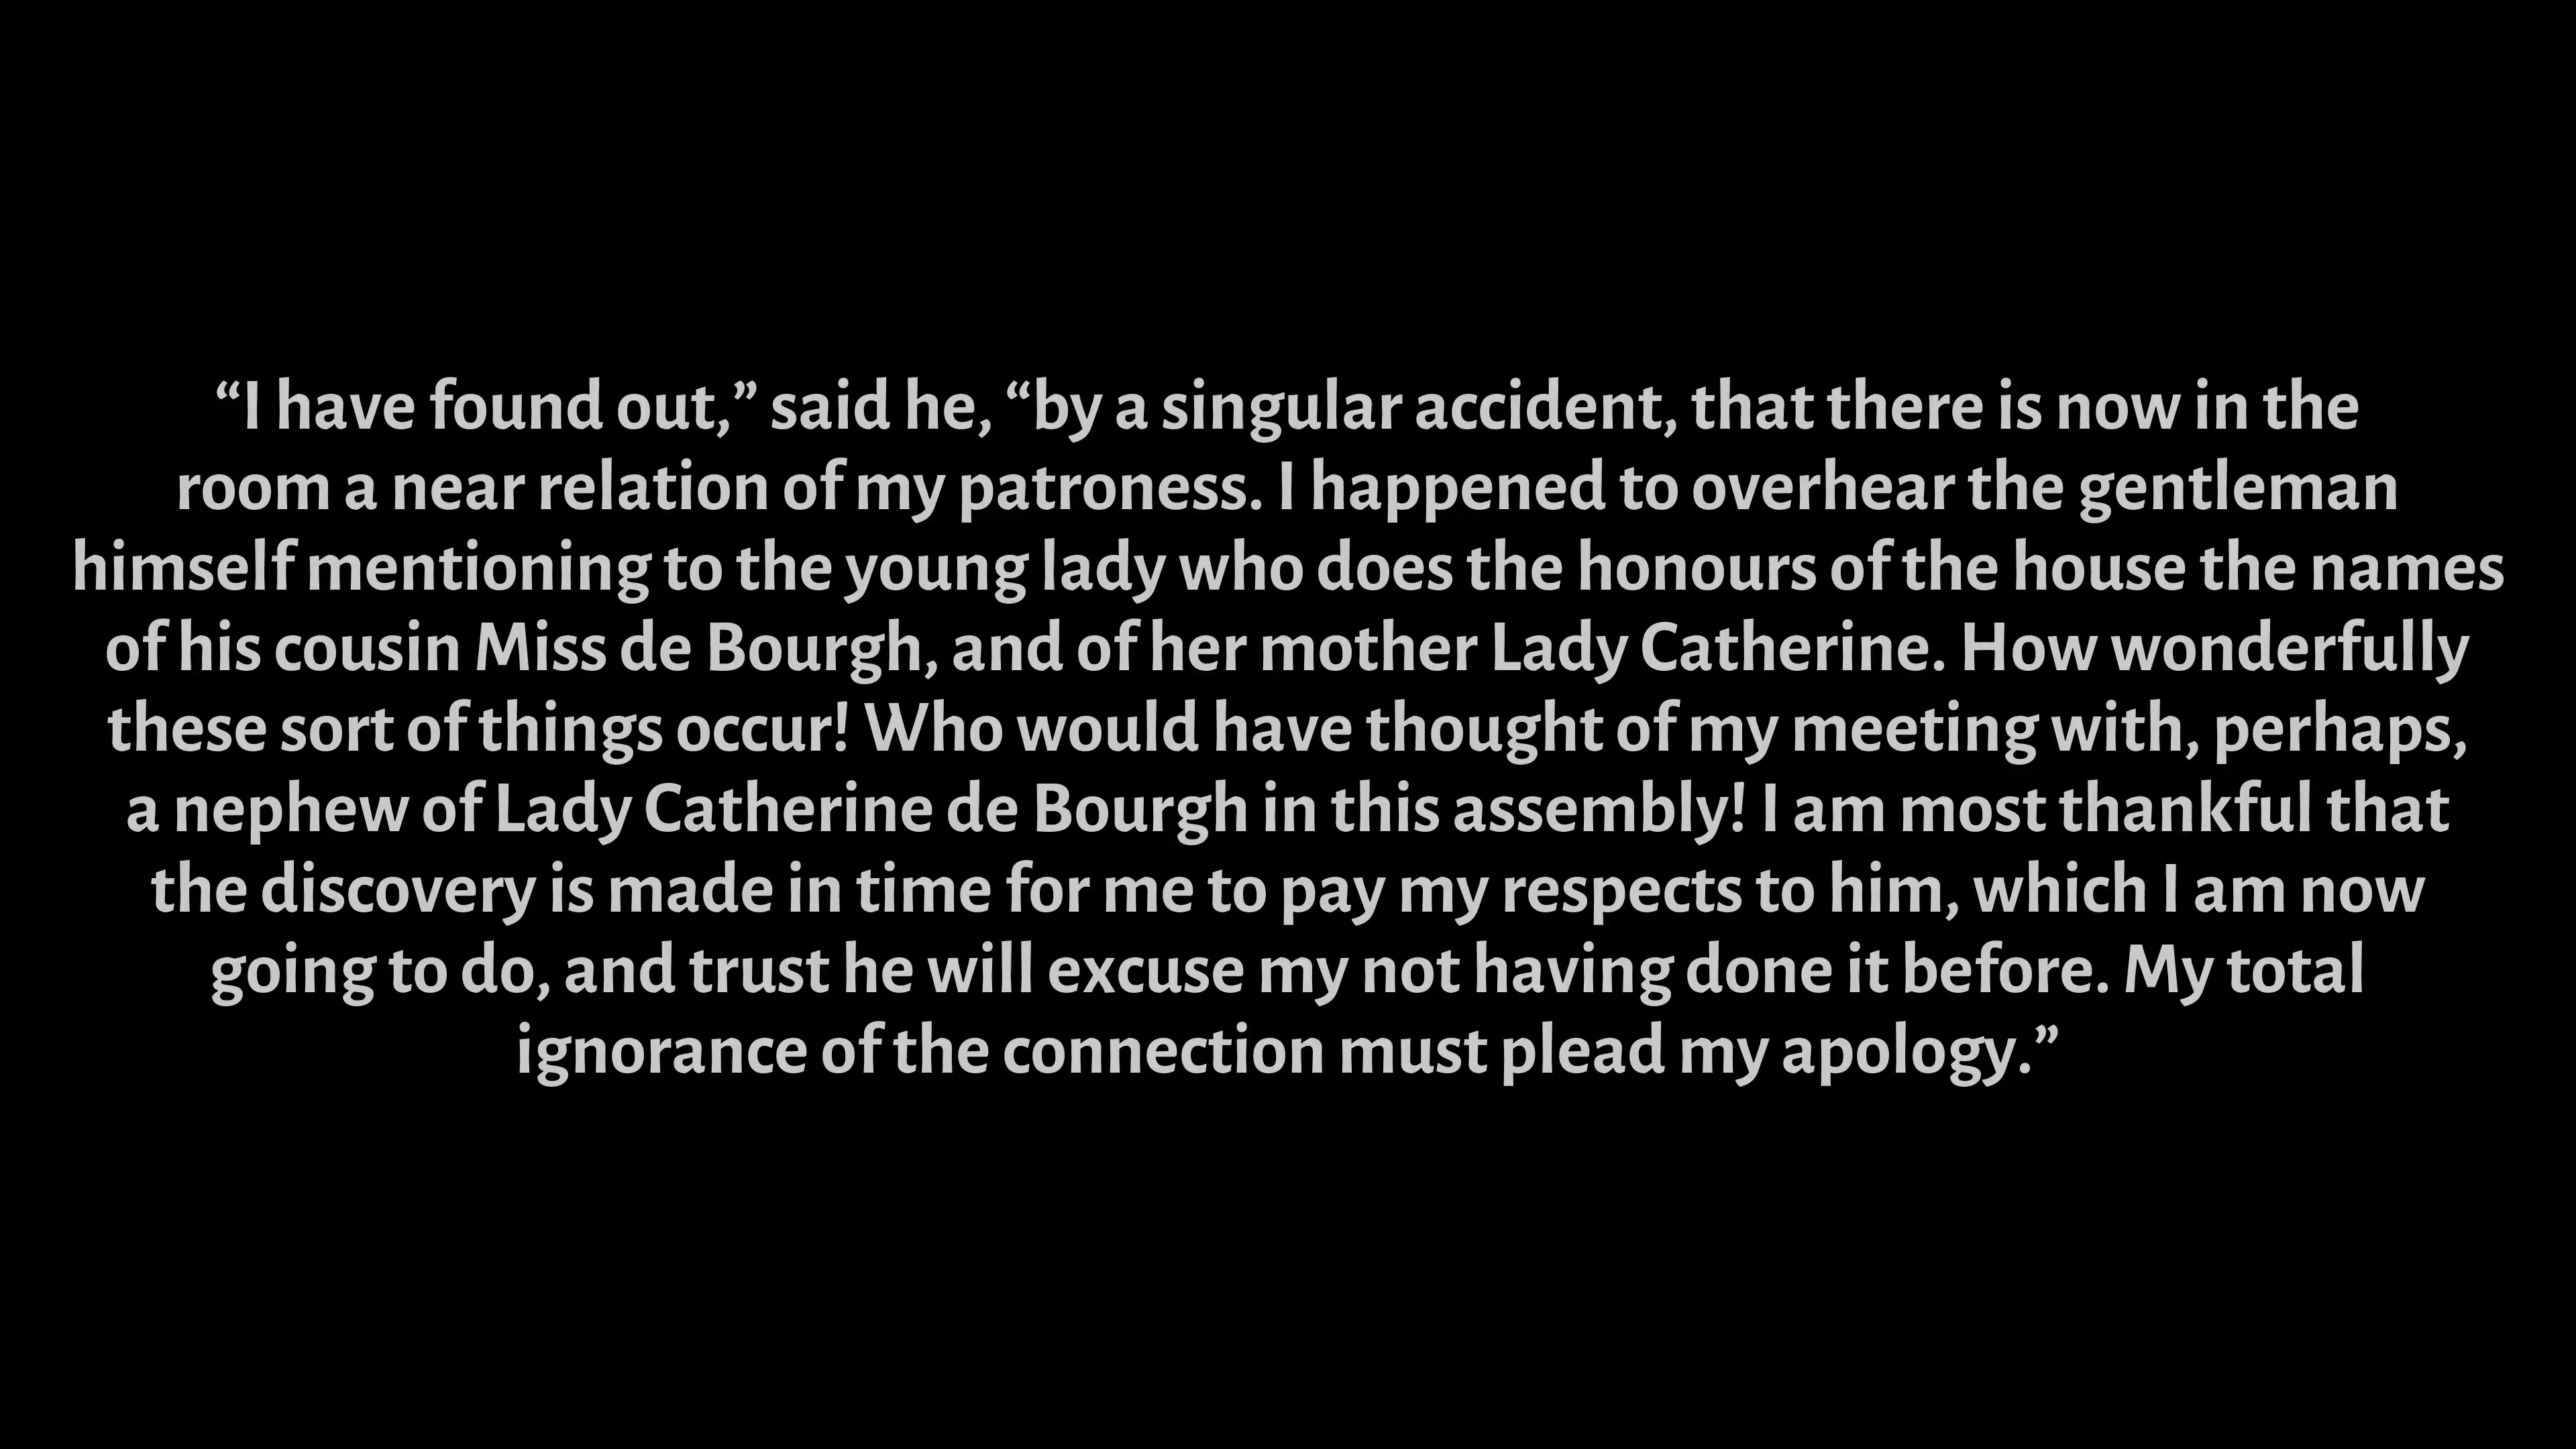 “I have found out,” said he, “by a singular accident, that there is now in the
room a near relation of my patroness. I happened to overhear the gentleman
himself mentioning to the young lady who does the honours of the house the names
of his cousin Miss de Bourgh, and of her mother Lady Catherine. How wonderfully
these sort of things occur! Who would have thought of my meeting with, perhaps,
a nephew of Lady Catherine de Bourgh in this assembly! I am most thankful that
the discovery is made in time for me to pay my respects to him, which I am now
going to do, and trust he will excuse my not having done it before. My total
ignorance of the connection must plead my apology.”